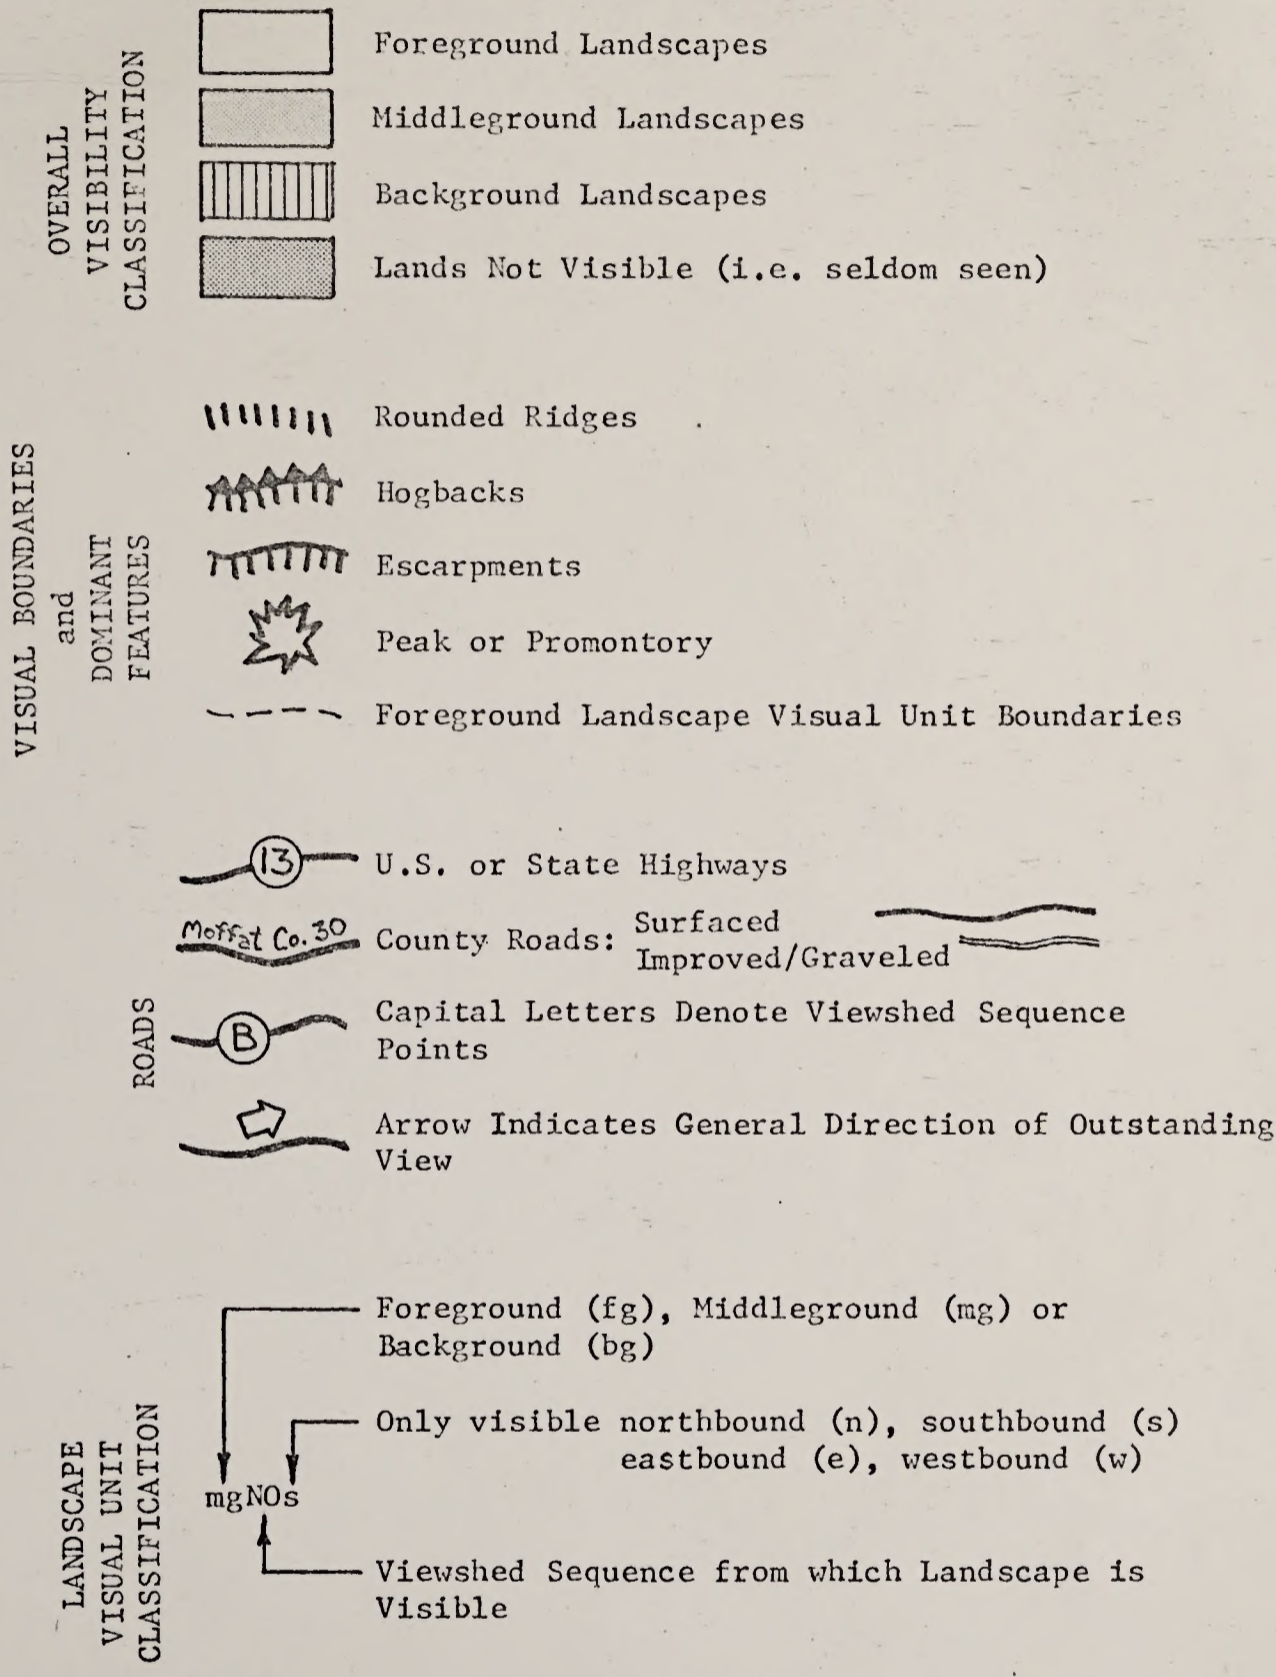 OVERALL
VISIBILITY
CLASSIFICATION
Foreground Landscapes
Middleground Landscapes
Background Landscapes
Lands Not Visible (i.e. seldom seen)
VISUAL BOUNDARIES
and
DOMINANT
FEATURES
Rounded Ridges
Hogbacks
Escarpments
Peak or Promontory
Foreground Landscape Visual Unit Boundaries
ROADS
13
U.S. or State Highways
Moffat Co. 30
County Roads: Surfaced
Improved/Graveled
B
Capital Letters Denote Viewshed Sequence
Points
Arrow Indicates General Direction of Outstanding
View
LANDSCAPE
VISUAL UNIT
CLASSIFICATION
Foreground (fg), Middleground (mg) or
Background (bg)
Only visible northbound (n), southbound (s)
eastbound (e), westbound (w)
mgNOs
Viewshed Sequence from which Landscape is
Visible